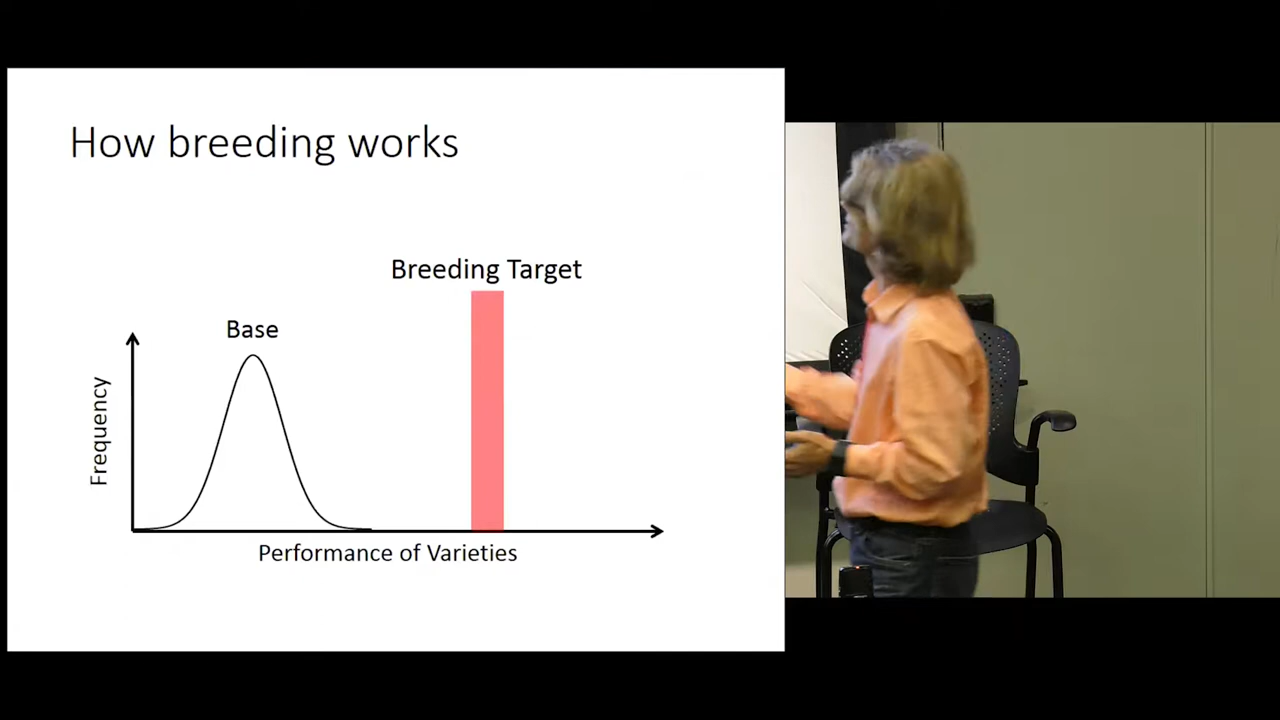 How breeding works
Breeding Target
Base
Frequency
Performance of Varieties